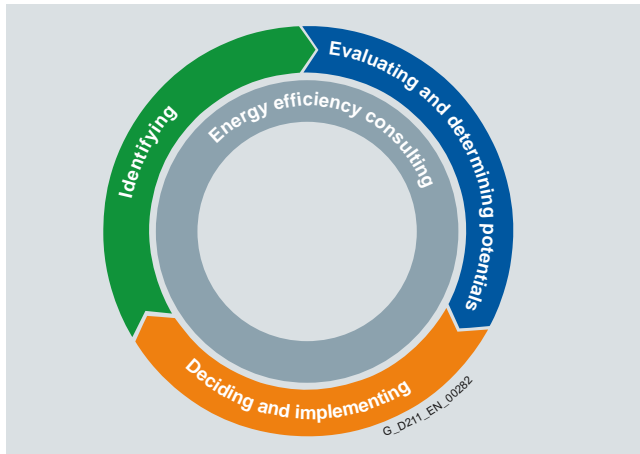 Identifying
Evaluating and determining potentials
Energy efficiency consulting
Deciding and implementing
G_D211_EN_00282